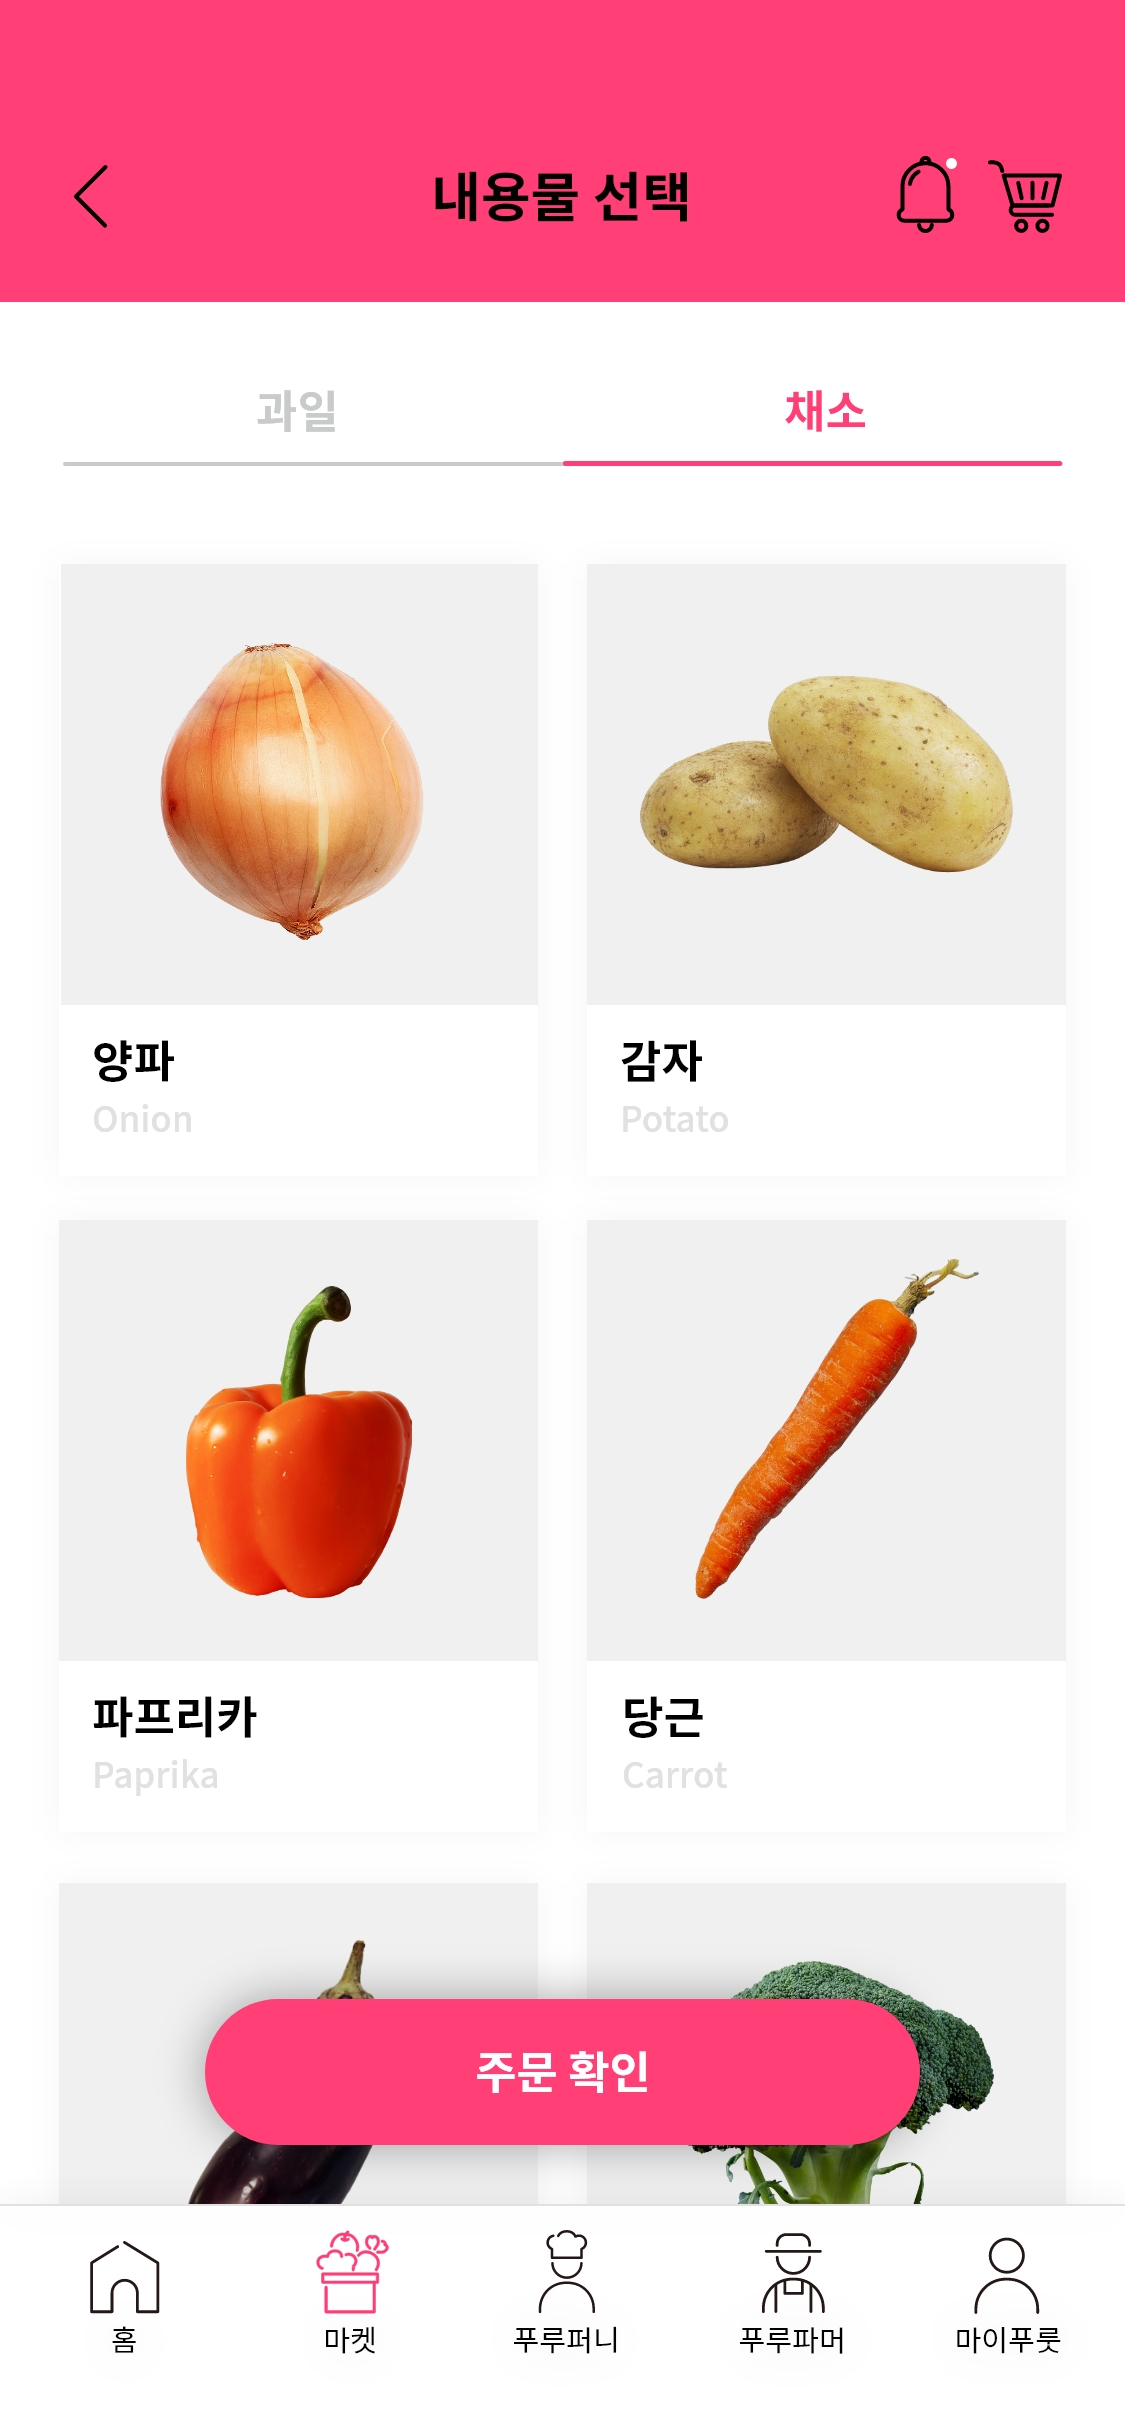 내용물 선택
과일
채소
양파
Onion
감자
Potato
파프리카
Paprika
당근
Carrot
주문 확인
홈
마켓
푸루퍼니
푸루파머
마이푸룻